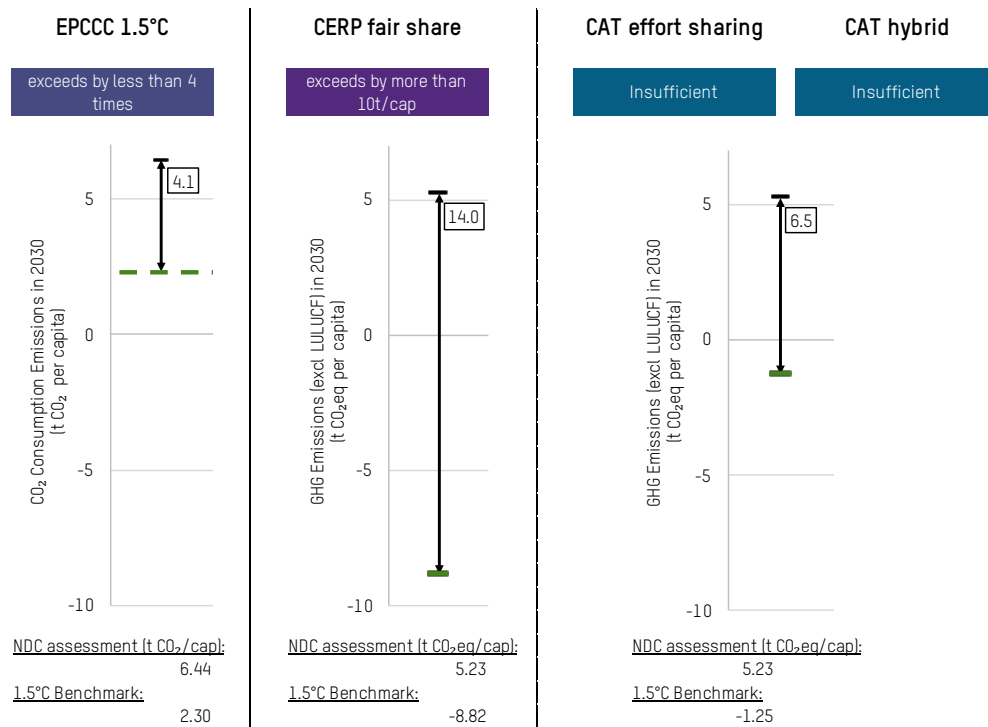 EPCCC 1.5°C
exceeds by less than 4
times
CO₂ Consumption Emissions in 2030
(t CO₂ per capita)
5
0
-5
-10
4.1
NDC assessment (t CO₂/cap):
6.44
1.5°C Benchmark:
2.30
CERP fair share
exceeds by more than
10t/cap
GHG Emissions (excl LULUCF) in 2030
(t CO₂eq per capita)
5
0
-5
-10
14.0
NDC assessment (t CO₂eq/cap):
5.23
1.5°C Benchmark:
-8.82
CAT effort sharing
CAT hybrid
Insufficient
Insufficient
GHG Emissions (excl LULUCF) in 2030
(t CO₂eq per capita)
5
0
-5
-10
6.5
NDC assessment (t CO₂eq/cap):
5.23
1.5°C Benchmark:
-1.25